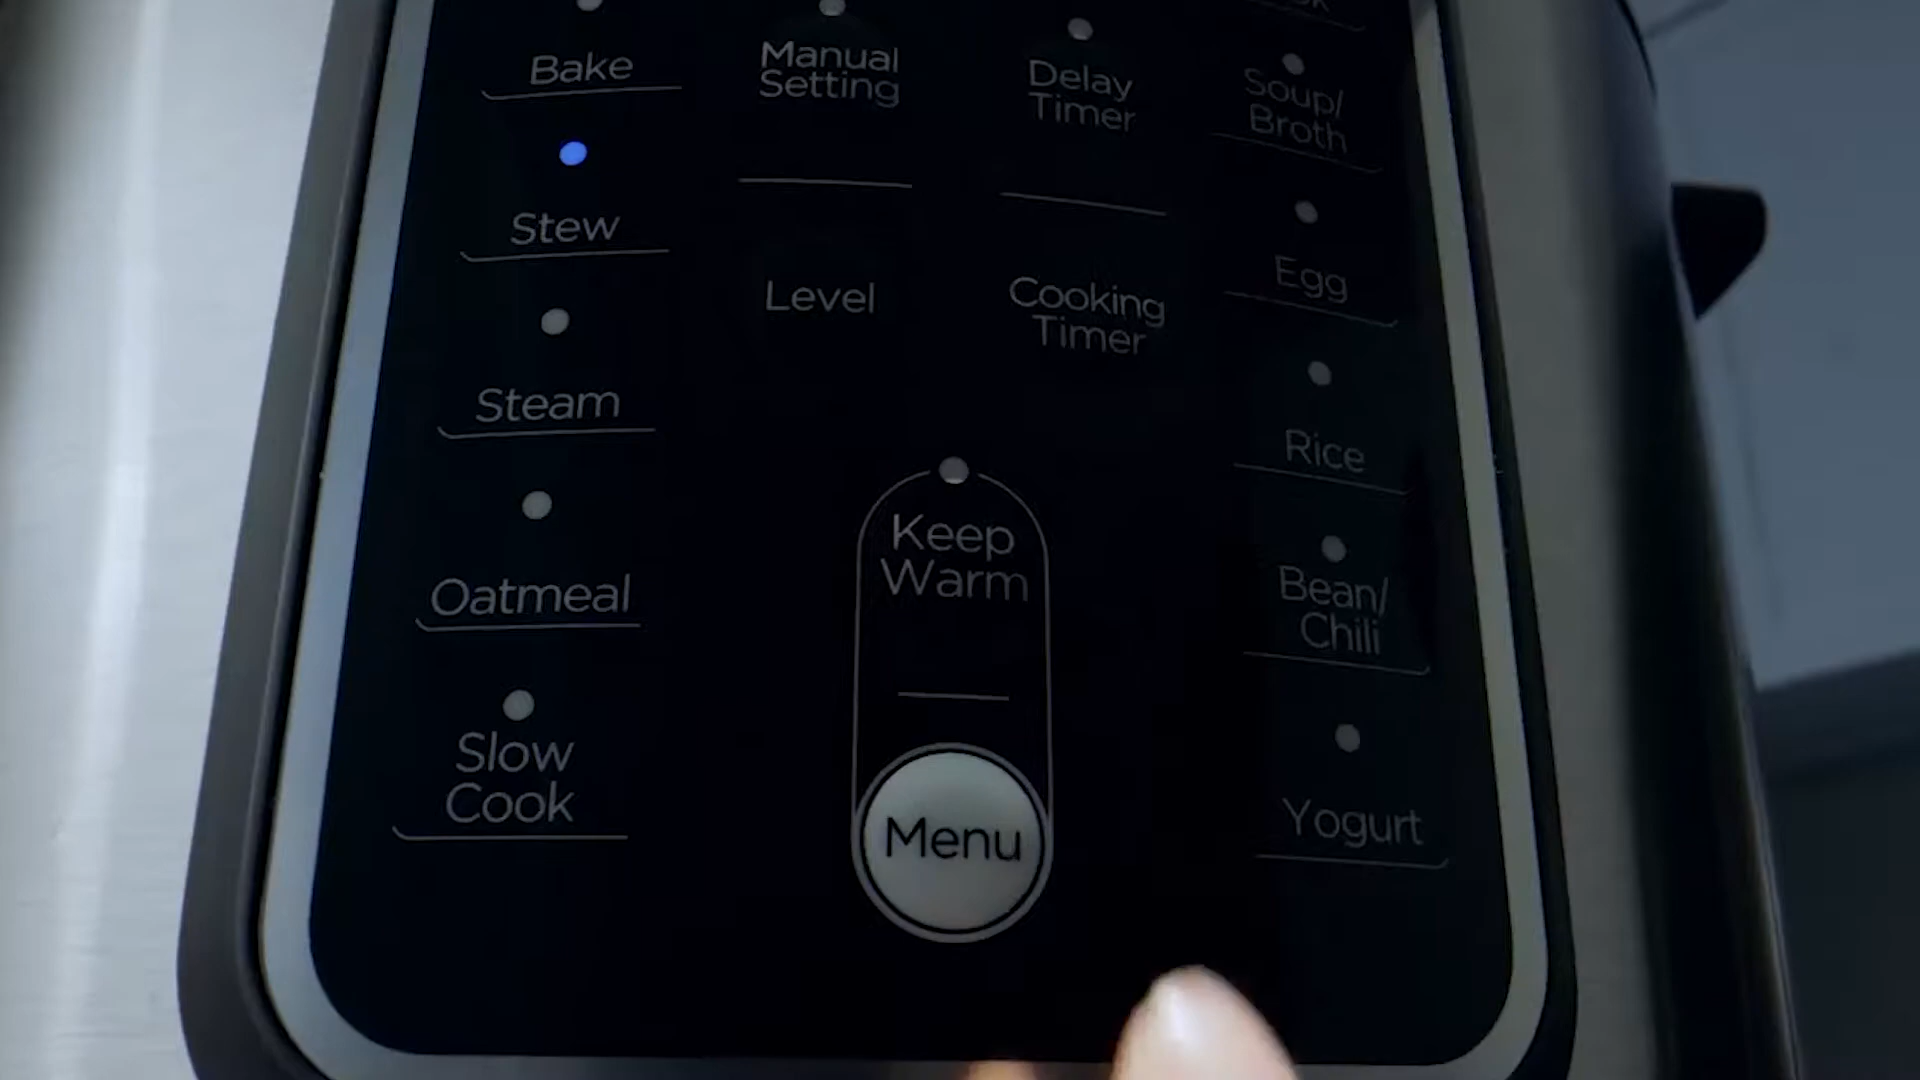 Bake
Stew
Steam
Oatmeal
Slow
Cook
Manual
Setting
Level
Delay
Timer
Cooking
Timer
Keep
Warm
Menu
Soup/
Broth
Egg
Rice
Bean/
Chili
Yogurt